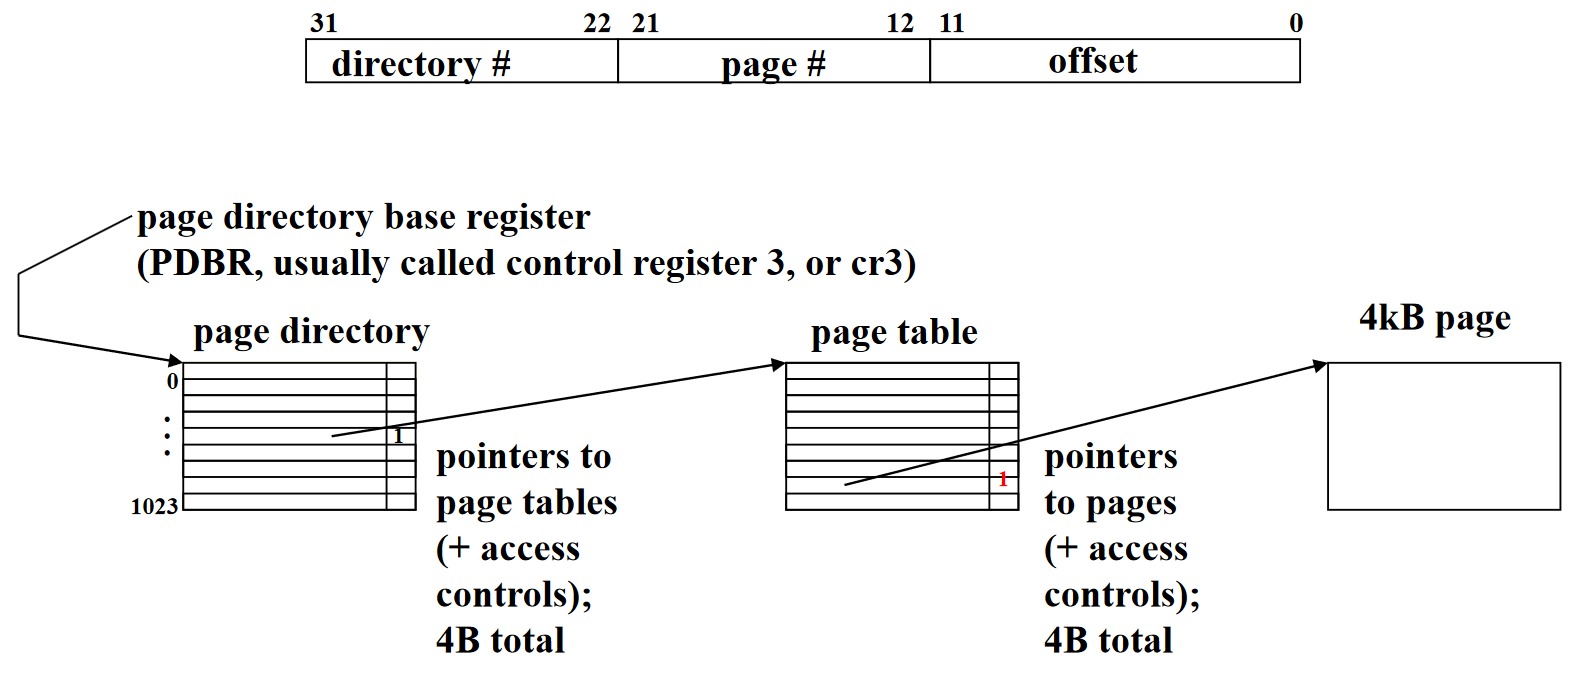 31 22 21 12 11 0
directory # page # offset
page directory base register
(PDBR, usually called control register 3, or cr3)
page directory
page table
4kB page
0
1
1023
pointers to
page tables
(+ access
controls);
4B total
1
pointers
to pages
(+ access
controls);
4B total